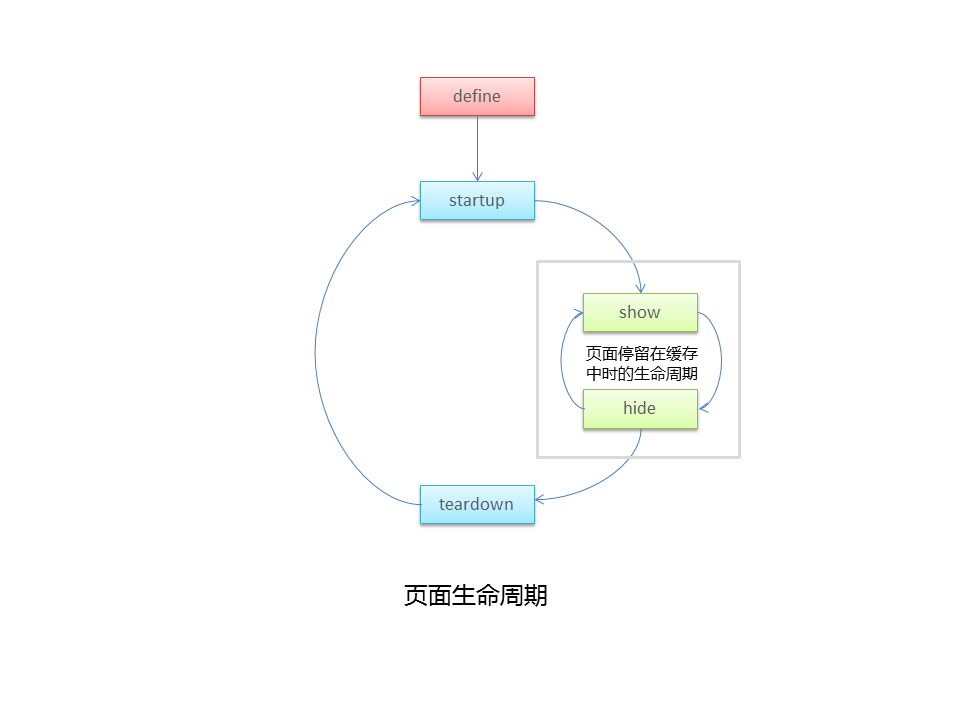 define
startup
show
页面停留在缓存
中时的生命周期
hide
teardown
页面生命周期